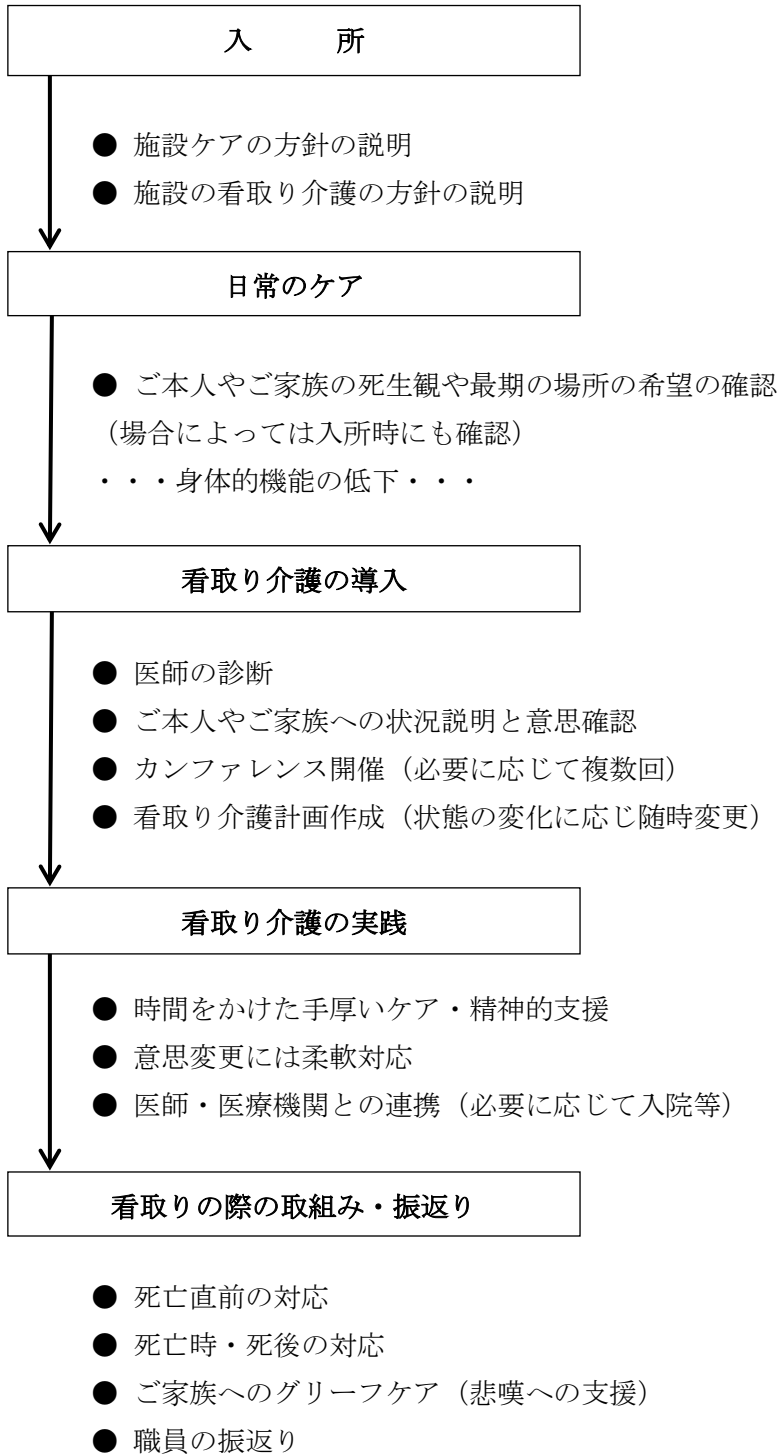 入　所
● 施設ケアの方針の説明
● 施設の看取り介護の方針の説明
日常のケア
● ご本人やご家族の死生観や最期の場所の希望の確認
（場合によっては入所時にも確認）
・・・身体的機能の低下・・・
看取り介護の導入
● 医師の診断
● ご本人やご家族への状況説明と意思確認
● カンファレンス開催（必要に応じて複数回）
● 看取り介護計画作成（状態の変化に応じ随時変更）
看取り介護の実践
● 時間をかけた手厚いケア・精神的支援
● 意思変更には柔軟対応
● 医師・医療機関との連携（必要に応じて入院等）
看取りの際の取組み・振返り
● 死亡直前の対応
● 死亡時・死後の対応
● ご家族へのグリーフケア（悲嘆への支援）
● 職員の振返り